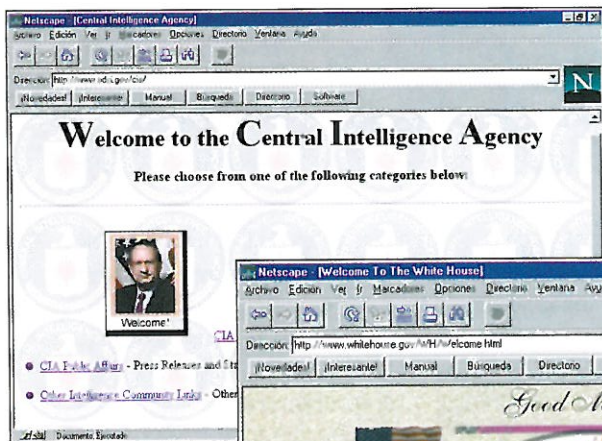 Netscape - [Central Intelligence Agency]
Archivo Edición Ver Ir Marcadores Opciones Directorio Ventana Ayuda
Dirección: http://www.odci.gov/cia/
¡Novedades! ¡Interesante! Manual Búsqueda Directorio Software
N
Welcome to the Central Intelligence Agency
Please choose from one of the following categories below:
Welcome!
CIA
CIA Public Affairs - Press Releases and Sta
Other Intelligence Community Links - Other
Documento: Ejecutado
Netscape - [Welcome To The White House]
Archivo Edición Ver Ir Marcadores Opciones Directorio Ventana Ayu
Dirección: http://www.whitehouse.gov/WH/Welcome.html
¡Novedades! ¡Interesante! Manual Búsqueda Directorio
Good